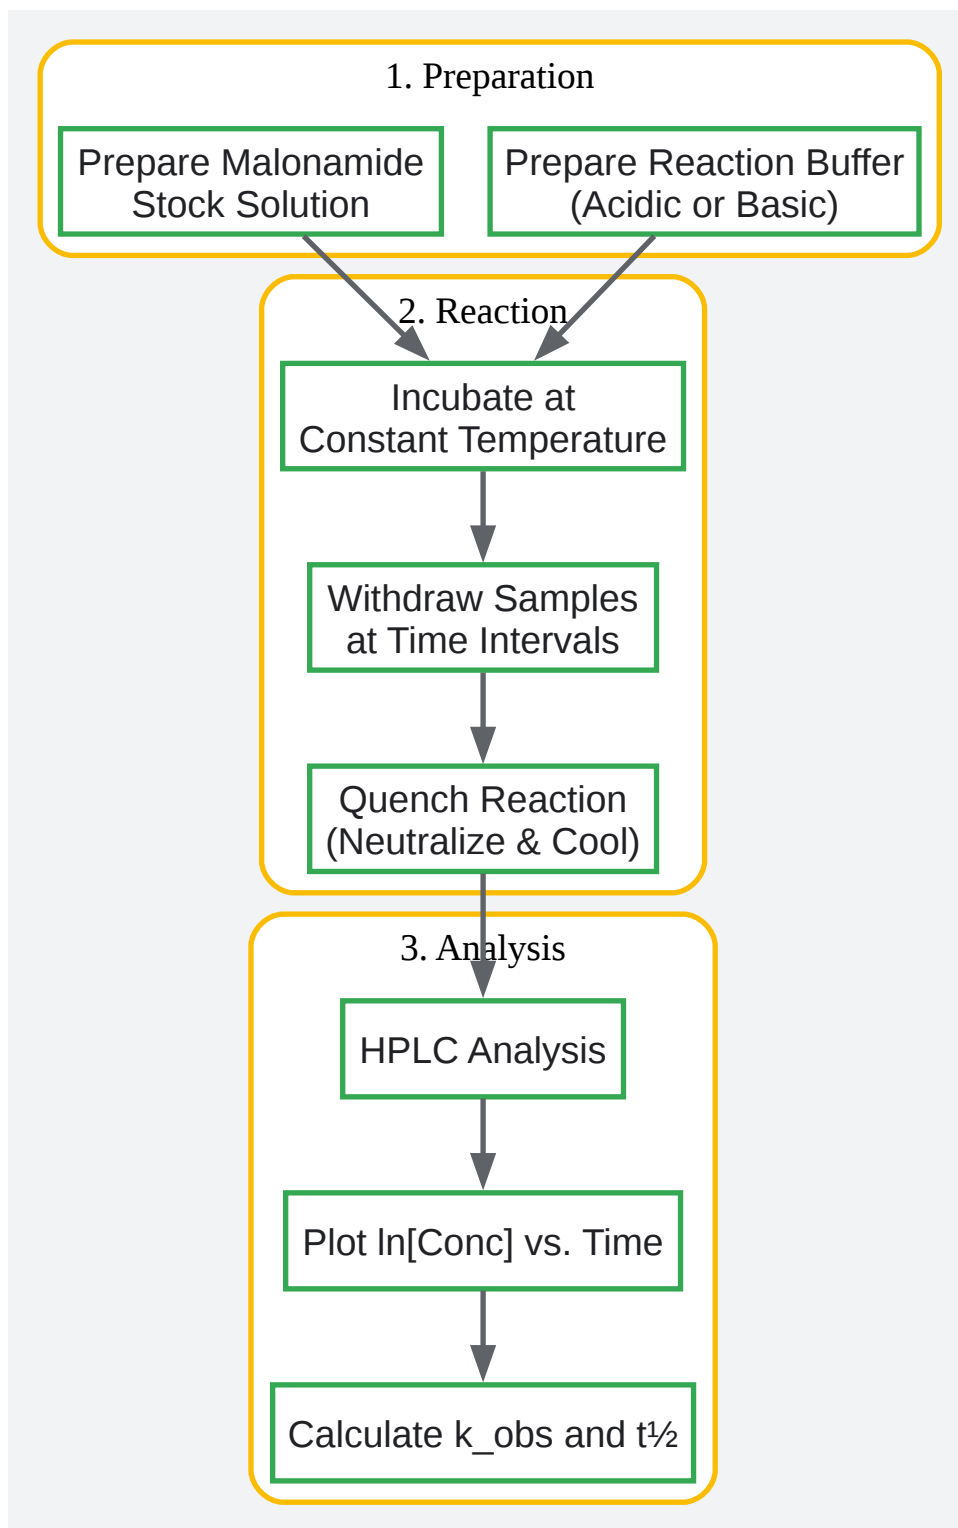 1. Preparation
Prepare Malonamide
Stock Solution
Prepare Reaction Buffer
(Acidic or Basic)
2. Reaction
Incubate at
Constant Temperature
Withdraw Samples
at Time Intervals
Quench Reaction
(Neutralize & Cool)
3. Analysis
HPLC Analysis
Plot ln[Conc] vs. Time
Calculate k_obs and t½